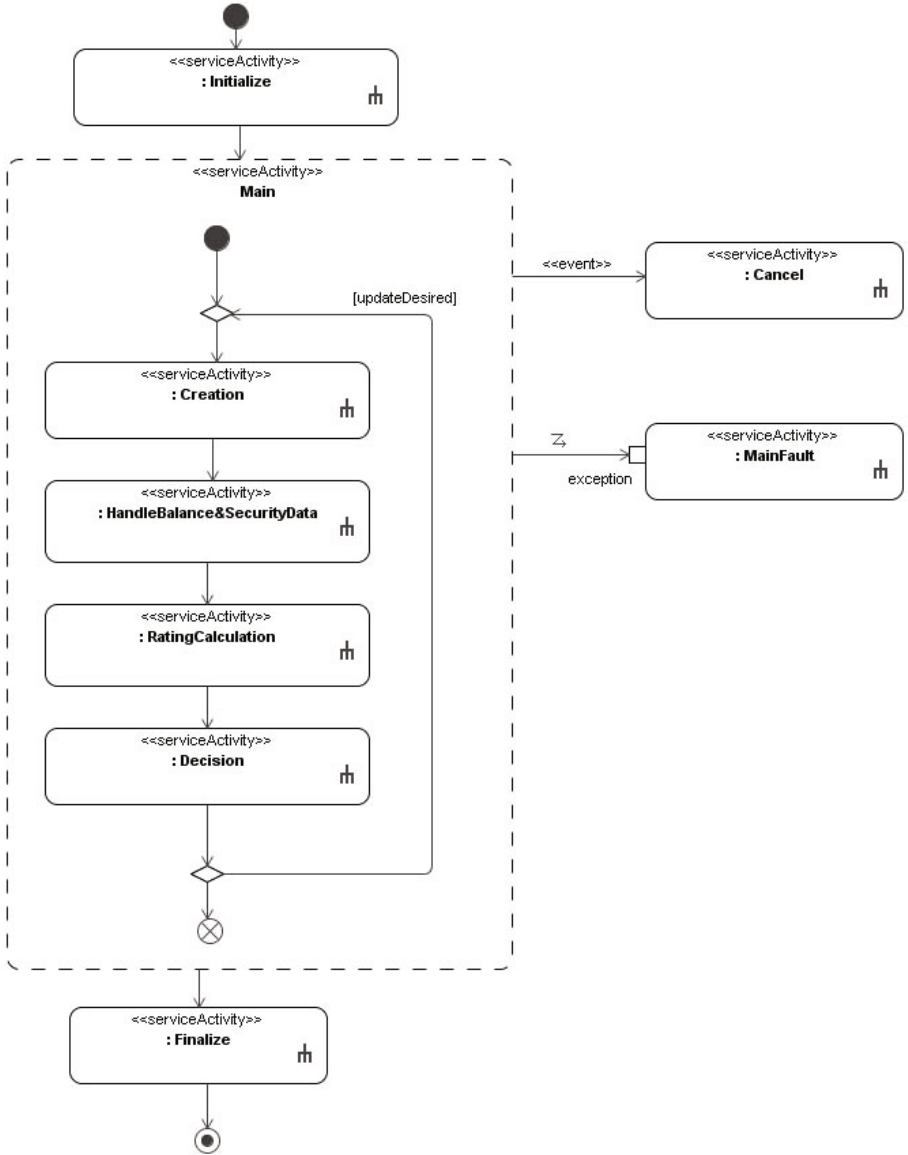 <<serviceActivity>>
: Initialize
<<serviceActivity>>
Main
<<event>>
<<serviceActivity>>
: Cancel
[updateDesired]
<<serviceActivity>>
: Creation
<<serviceActivity>>
: MainFault
exception
<<serviceActivity>>
: HandleBalance&SecurityData
<<serviceActivity>>
: RatingCalculation
<<serviceActivity>>
: Decision
<<serviceActivity>>
: Finalize